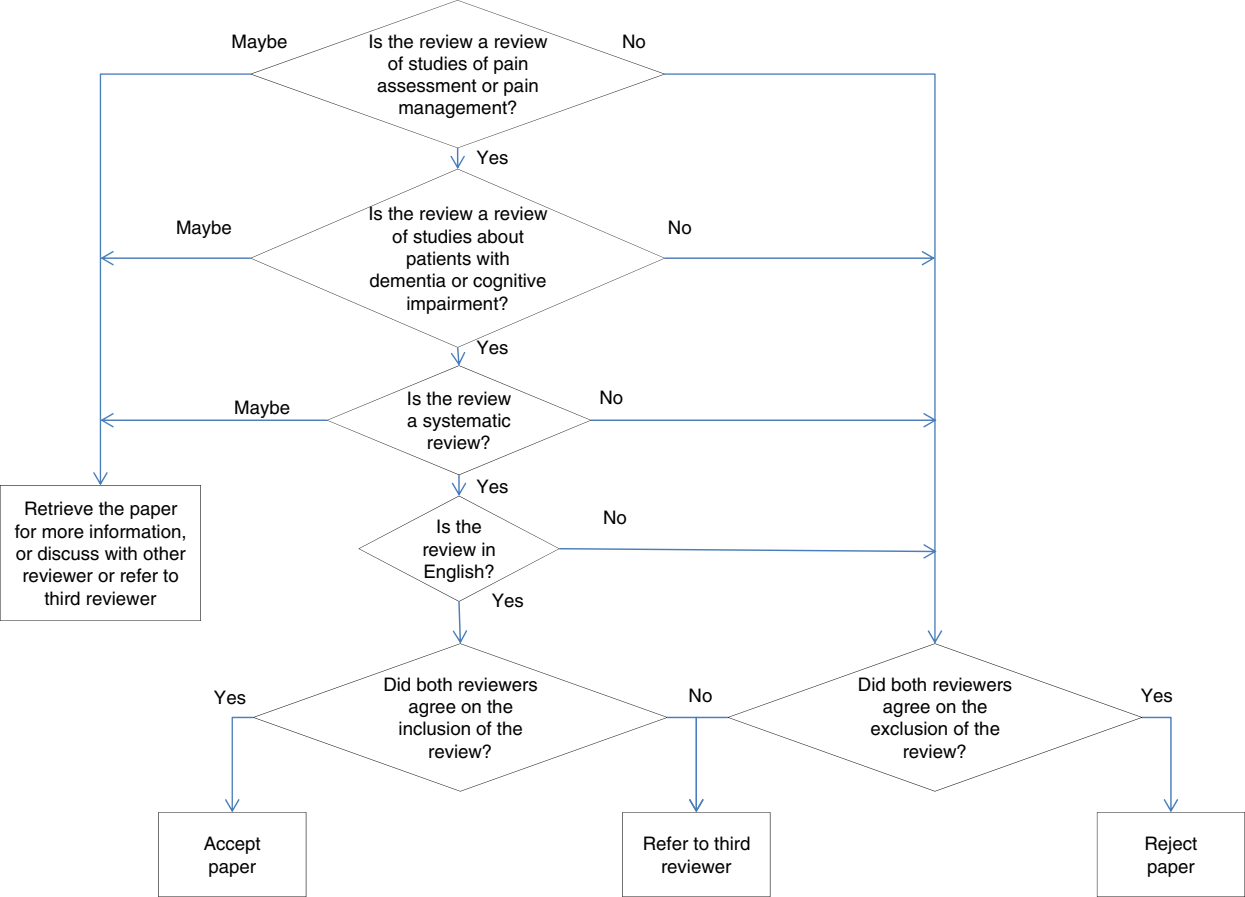 Maybe
Is the review a review
of studies of pain
assessment or pain
management?
No
Yes
Maybe
Is the review a review
of studies about
patients with
dementia or cognitive
impairment?
No
Yes
Maybe
Is the review
a systematic
review?
No
Yes
Retrieve the paper
for more information,
or discuss with other
reviewer or refer to
third reviewer
Is the
review in
English?
No
Yes
Yes
Did both reviewers
agree on the
inclusion of the
review?
No
Did both reviewers
agree on the
exclusion of the
review?
Yes
Accept
paper
Refer to third
reviewer
Reject
paper